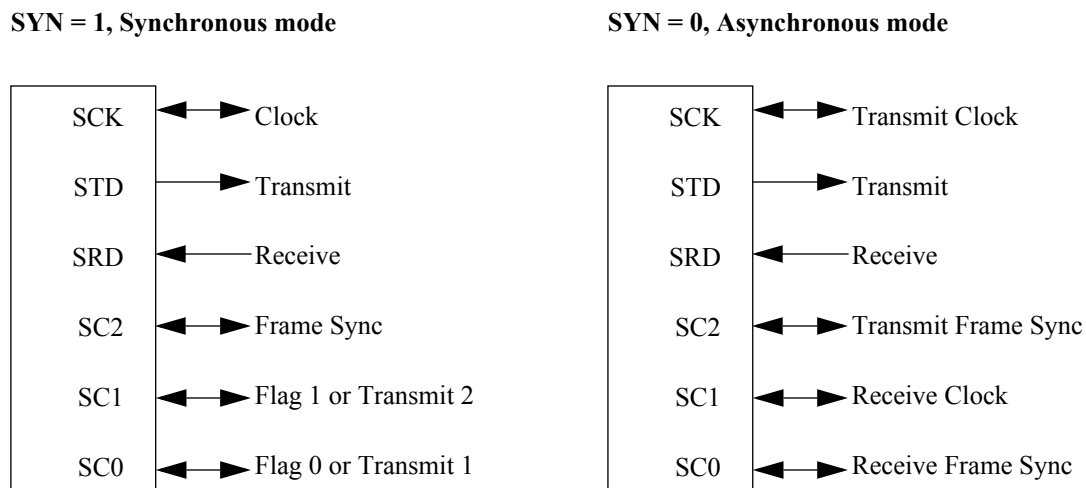 SYN = 1, Synchronous mode
SCK Clock
STD Transmit
SRD Receive
SC2 Frame Sync
SC1 Flag 1 or Transmit 2
SC0 Flag 0 or Transmit 1
SYN = 0, Asynchronous mode
SCK Transmit Clock
STD Transmit
SRD Receive
SC2 Transmit Frame Sync
SC1 Receive Clock
SC0 Receive Frame Sync